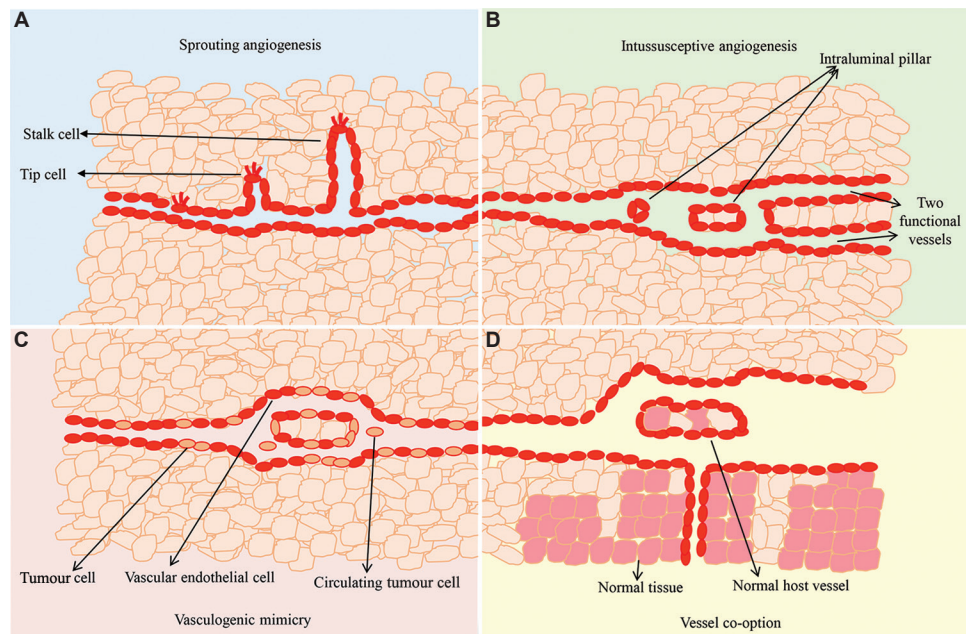 A
Sprouting angiogenesis
Stalk cell
Tip cell
B
Intussusceptive angiogenesis
Intraluminal pillar
Two
functional
vessels
C
Tumour cell
Vascular endothelial cell
Circulating tumour cell
Vasculogenic mimicry
D
Normal tissue
Normal host vessel
Vessel co-option